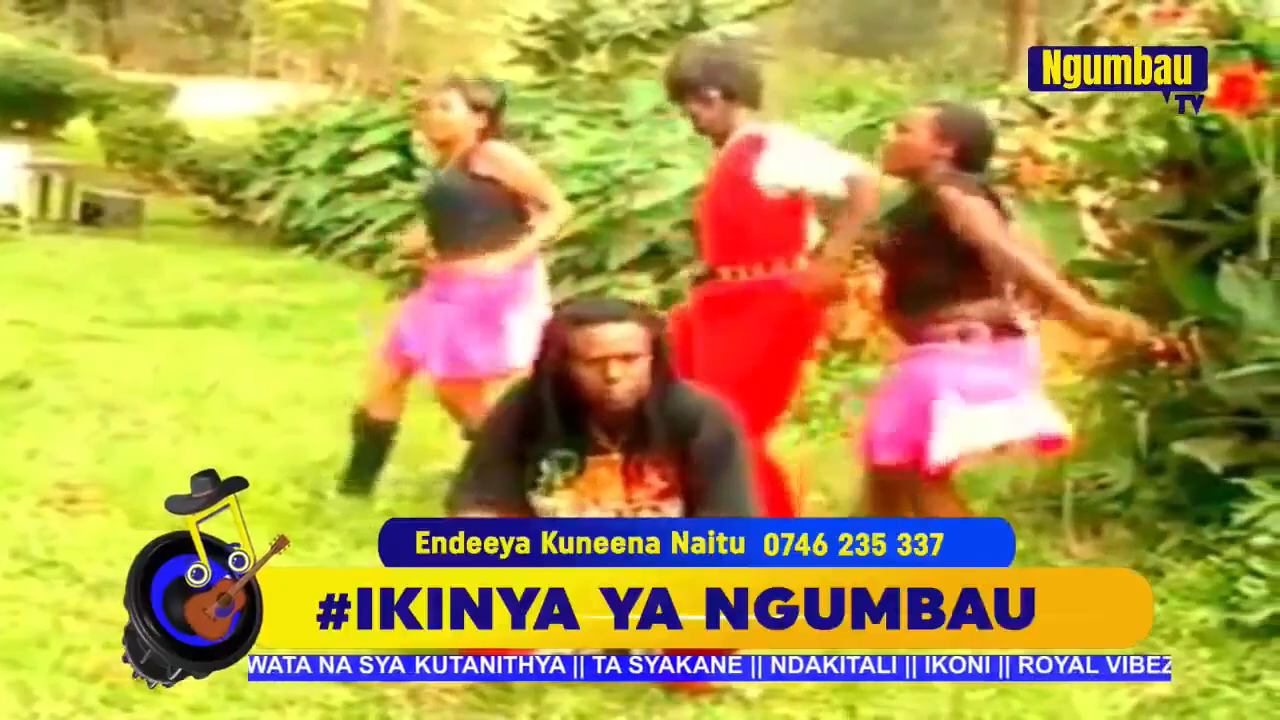 Ngumbau
TV
Endeeya Kuneena Naitu 0746 235 337
#IKINYA YA NGUMBAU
WATA NA SYA KUTANITHYA || TA SYAKANE || NDAKITALI || IKONI || ROYAL VIBEZ